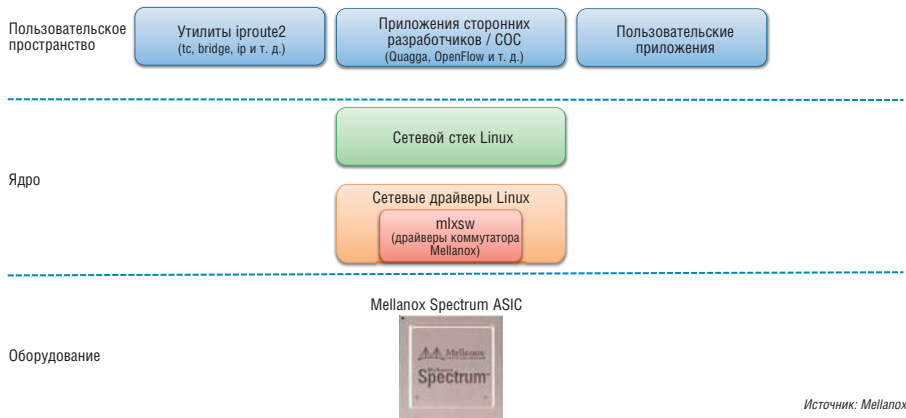 Пользовательское
пространство
Утилиты iproute2
(tc, bridge, ip и т. д.)
Приложения сторонних
разработчиков / СОС
(Quagga, OpenFlow и т. д.)
Пользовательские
приложения
Ядро
Сетевой стек Linux
Сетевые драйверы Linux
mlxsw
(драйверы коммутатора
Mellanox)
Оборудование
Mellanox Spectrum ASIC
Mellanox
Spectrum™
Источник: Mellanox